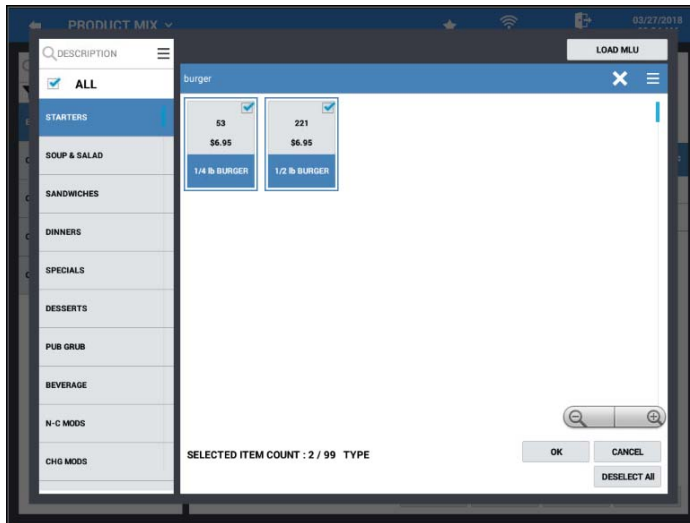 PRODUCT MIX
03/27/2018
DESCRIPTION
LOAD MLU
ALL
burger
STARTERS
53
221
$6.95
$6.95
1/4 lb BURGER
1/2 lb BURGER
SOUP & SALAD
SANDWICHES
DINNERS
SPECIALS
DESSERTS
PUB GRUB
BEVERAGE
N-C MODS
CHG MODS
SELECTED ITEM COUNT : 2 / 99 TYPE
OK
CANCEL
DESELECT All